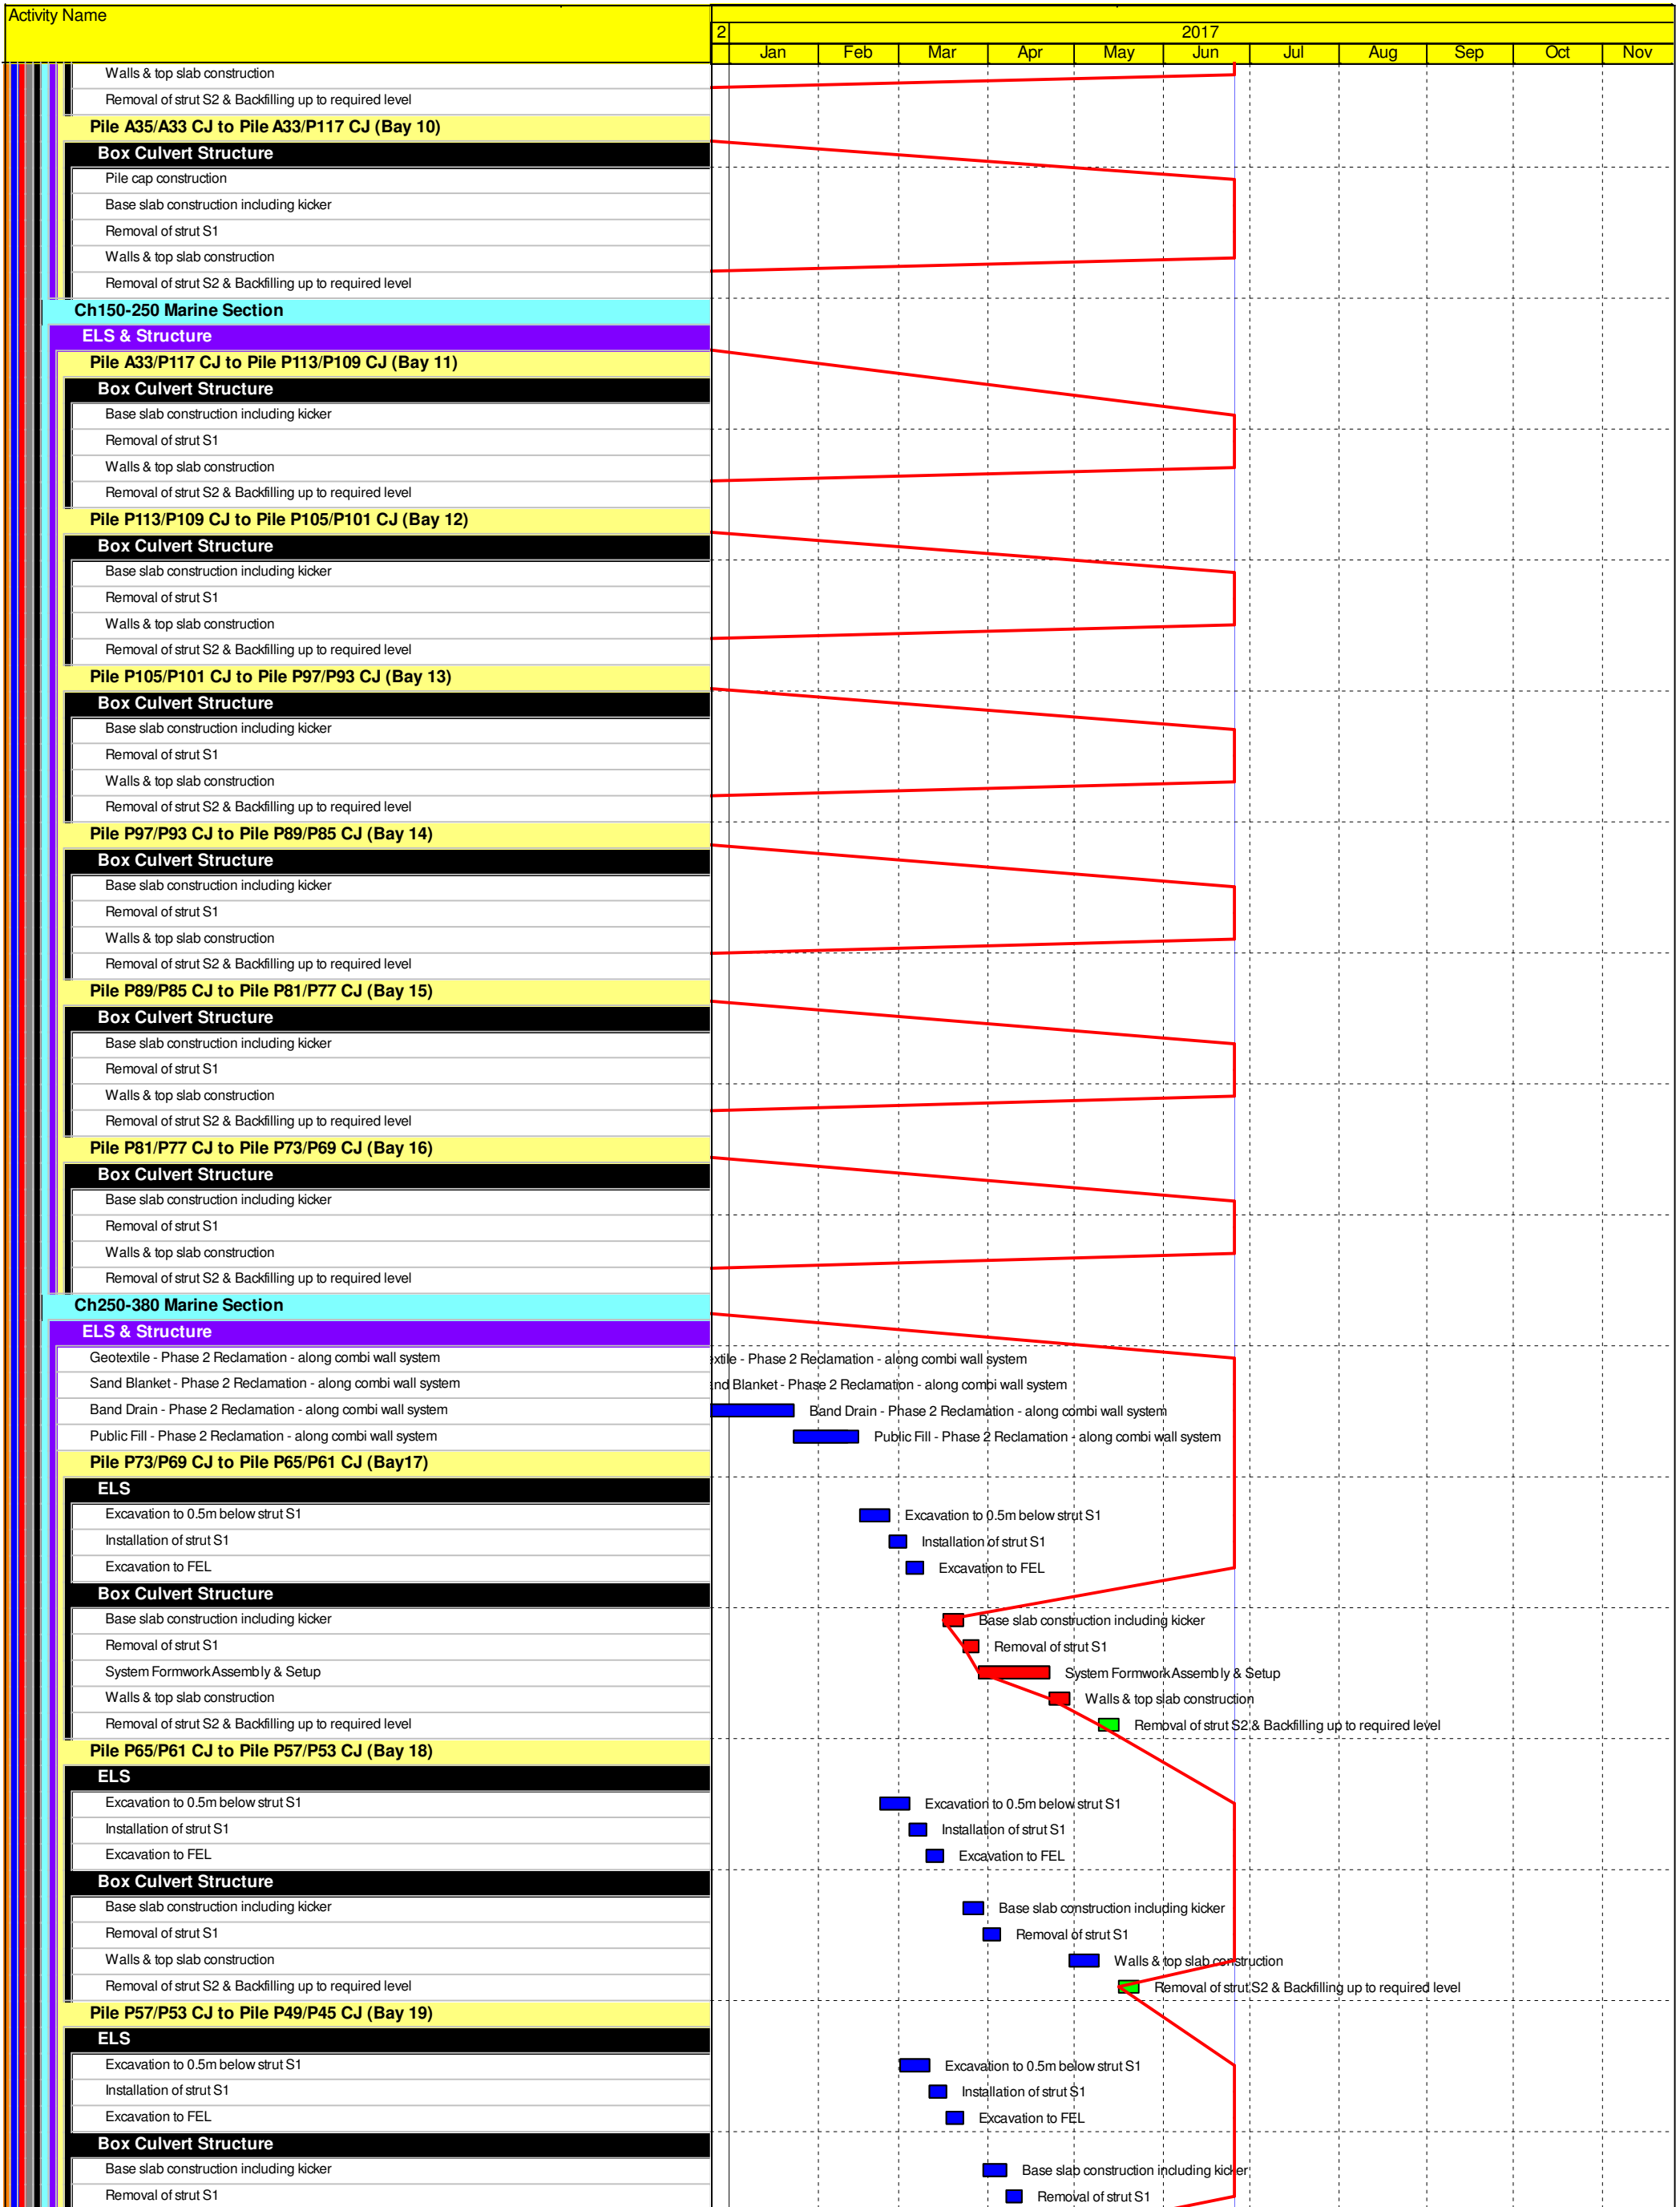 Activity Name
2
2017
Jan Feb Mar Apr May Jun Jul Aug Sep Oct Nov
Walls & top slab construction
Removal of strut S2 & Backfilling up to required level
Pile A35/A33 CJ to Pile A33/P117 CJ (Bay 10)
Box Culvert Structure
Pile cap construction
Base slab construction including kicker
Removal of strut S1
Walls & top slab construction
Removal of strut S2 & Backfilling up to required level
Ch150-250 Marine Section
ELS & Structure
Pile A33/P117 CJ to Pile P113/P109 CJ (Bay 11)
Box Culvert Structure
Base slab construction including kicker
Removal of strut S1
Walls & top slab construction
Removal of strut S2 & Backfilling up to required level
Pile P113/P109 CJ to Pile P105/P101 CJ (Bay 12)
Box Culvert Structure
Base slab construction including kicker
Removal of strut S1
Walls & top slab construction
Removal of strut S2 & Backfilling up to required level
Pile P105/P101 CJ to Pile P97/P93 CJ (Bay 13)
Box Culvert Structure
Base slab construction including kicker
Removal of strut S1
Walls & top slab construction
Removal of strut S2 & Backfilling up to required level
Pile P97/P93 CJ to Pile P89/P85 CJ (Bay 14)
Box Culvert Structure
Base slab construction including kicker
Removal of strut S1
Walls & top slab construction
Removal of strut S2 & Backfilling up to required level
Pile P89/P85 CJ to Pile P81/P77 CJ (Bay 15)
Box Culvert Structure
Base slab construction including kicker
Removal of strut S1
Walls & top slab construction
Removal of strut S2 & Backfilling up to required level
Pile P81/P77 CJ to Pile P73/P69 CJ (Bay 16)
Box Culvert Structure
Base slab construction including kicker
Removal of strut S1
Walls & top slab construction
Removal of strut S2 & Backfilling up to required level
Ch250-380 Marine Section
ELS & Structure
Geotextile - Phase 2 Reclamation - along combi wall system xtile - Phase 2 Reclamation - along combi wall system
Sand Blanket - Phase 2 Reclamation - along combi wall system nd Blanket - Phase 2 Reclamation - along combi wall system
Band Drain - Phase 2 Reclamation - along combi wall system Band Drain - Phase 2 Reclamation - along combi wall system
Public Fill - Phase 2 Reclamation - along combi wall system Public Fill - Phase 2 Reclamation - along combi wall system
Pile P73/P69 CJ to Pile P65/P61 CJ (Bay17)
ELS
Excavation to 0.5m below strut S1 Excavation to 0.5m below strut S1
Installation of strut S1 Installation of strut S1
Excavation to FEL Excavation to FEL
Box Culvert Structure
Base slab construction including kicker Base slab construction including kicker
Removal of strut S1 Removal of strut S1
System Formwork Assembly & Setup System Formwork Assembly & Setup
Walls & top slab construction Walls & top slab construction
Removal of strut S2 & Backfilling up to required level Removal of strut S2 & Backfilling up to required level
Pile P65/P61 CJ to Pile P57/P53 CJ (Bay 18)
ELS
Excavation to 0.5m below strut S1 Excavation to 0.5m below strut S1
Installation of strut S1 Installation of strut S1
Excavation to FEL Excavation to FEL
Box Culvert Structure
Base slab construction including kicker Base slab construction including kicker
Removal of strut S1 Removal of strut S1
Walls & top slab construction Walls & top slab construction
Removal of strut S2 & Backfilling up to required level Removal of strut S2 & Backfilling up to required level
Pile P57/P53 CJ to Pile P49/P45 CJ (Bay 19)
ELS
Excavation to 0.5m below strut S1 Excavation to 0.5m below strut S1
Installation of strut S1 Installation of strut S1
Excavation to FEL Excavation to FEL
Box Culvert Structure
Base slab construction including kicker Base slab construction including kicker
Removal of strut S1 Removal of strut S1